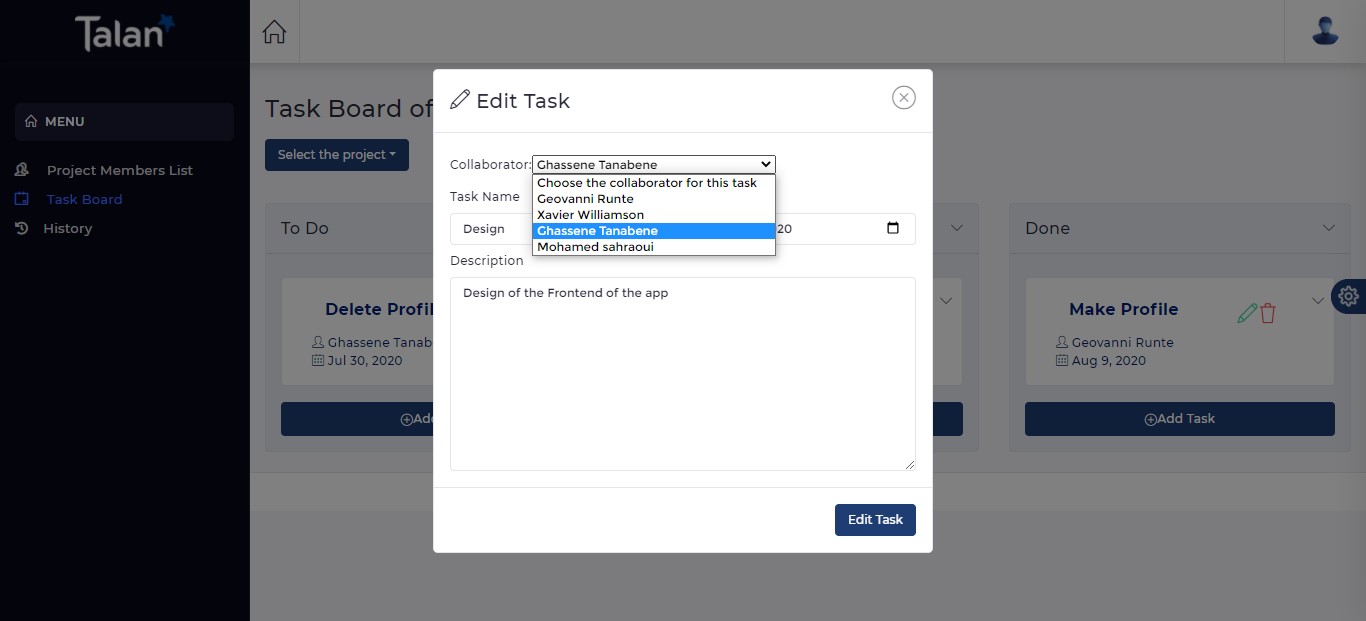 Talan
MENU
Project Members List
Task Board
History
Task Board of
Select the project
To Do
Delete Profil
Ghassene Tanab
Jul 30, 2020
Add
Edit Task
Collaborator:
Ghassene Tanabene
Choose the collaborator for this task
Geovanni Runte
Xavier Williamson
Ghassene Tanabene
Mohamed sahraoui
Task Name
Design
20
Description
Design of the Frontend of the app
Edit Task
Done
Make Profile
Geovanni Runte
Aug 9, 2020
Add Task